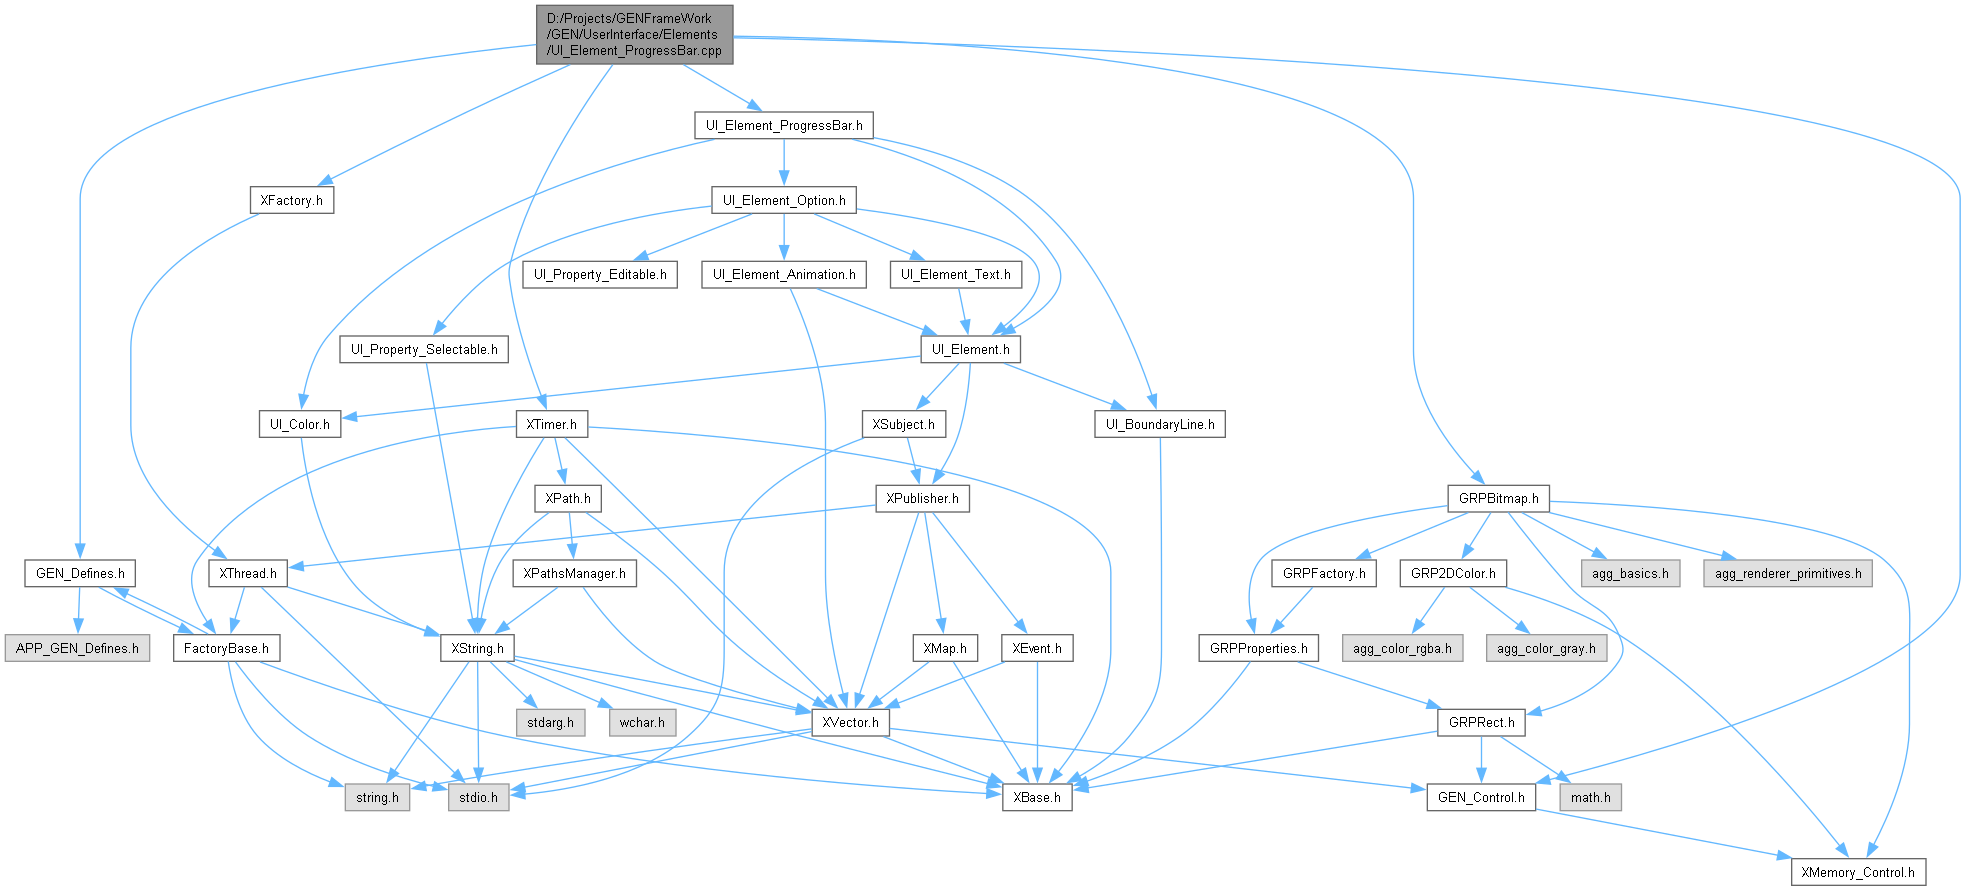 D:/Projects/GENFrameWork
/GEN/UserInterface/Elements
/UI_Element_ProgressBar.cpp
UI_Element_ProgressBar.h
XFactory.h
UI_Element_Option.h
UI_Property_Editable.h
UI_Element_Animation.h
UI_Element_Text.h
UI_Property_Selectable.h
UI_Element.h
UI_Color.h
XTimer.h
XSubject.h
UI_BoundaryLine.h
XPath.h
XPublisher.h
GRPBitmap.h
GEN_Defines.h
XThread.h
XPathsManager.h
GRPFactory.h
GRP2DColor.h
agg_basics.h
agg_renderer_primitives.h
APP_GEN_Defines.h
FactoryBase.h
XString.h
XMap.h
XEvent.h
GRPProperties.h
agg_color_rgba.h
agg_color_gray.h
stdarg.h
wchar.h
XVector.h
GRPRect.h
string.h
stdio.h
XBase.h
GEN_Control.h
math.h
XMemory_Control.h